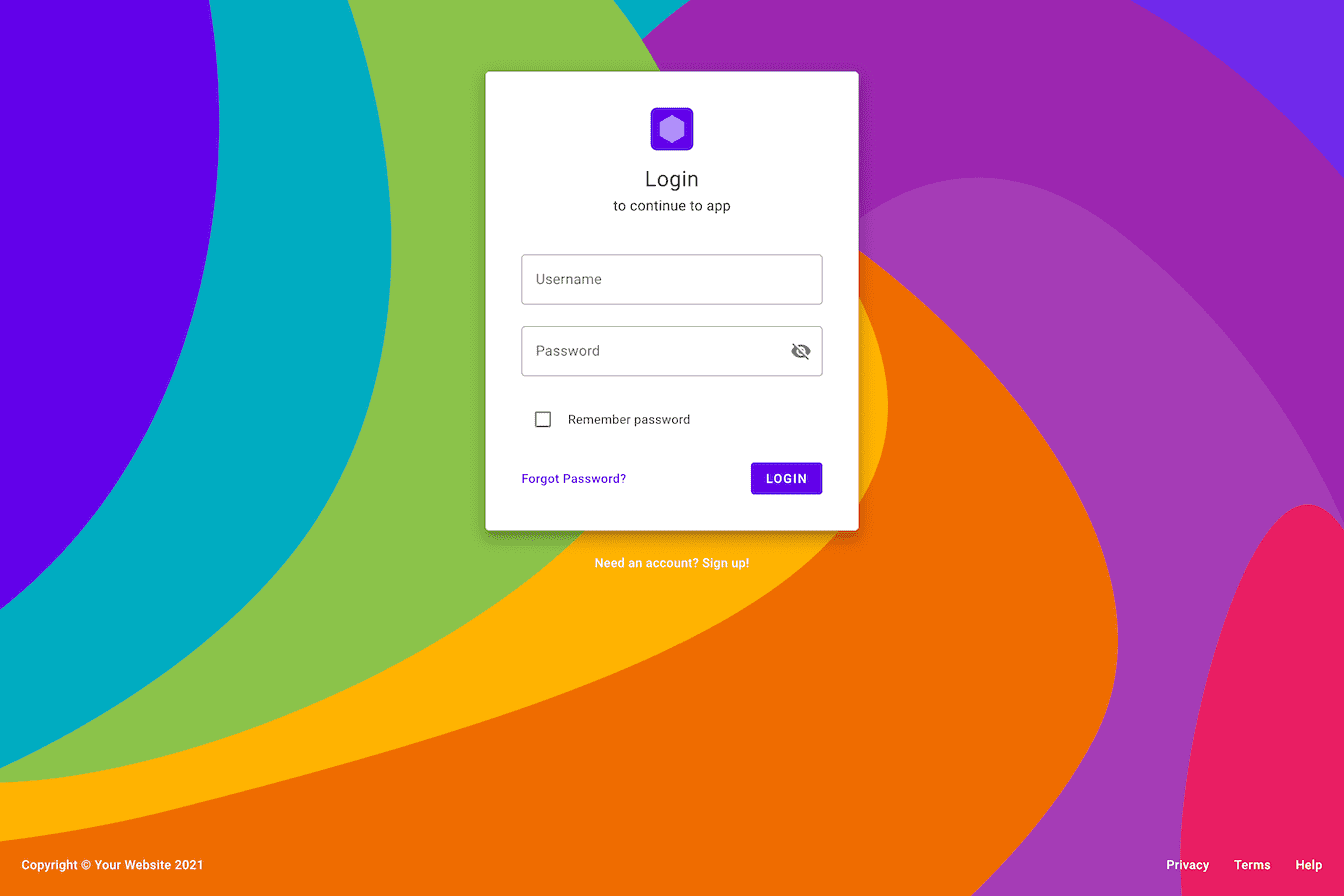 Login
to continue to app
Username
Password
Remember password
Forgot Password?
LOGIN
Need an account? Sign up!
Copyright © Your Website 2021
Privacy
Terms
Help